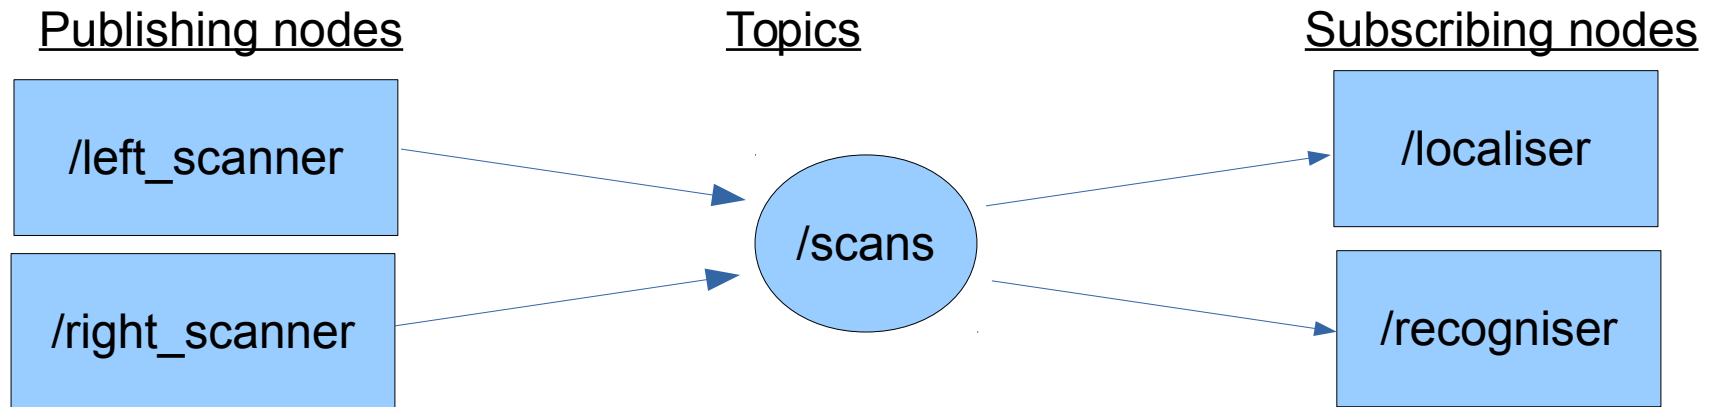 Publishing nodes
Topics
Subscribing nodes
/left_scanner
/localiser
/scans
/right_scanner
/recogniser